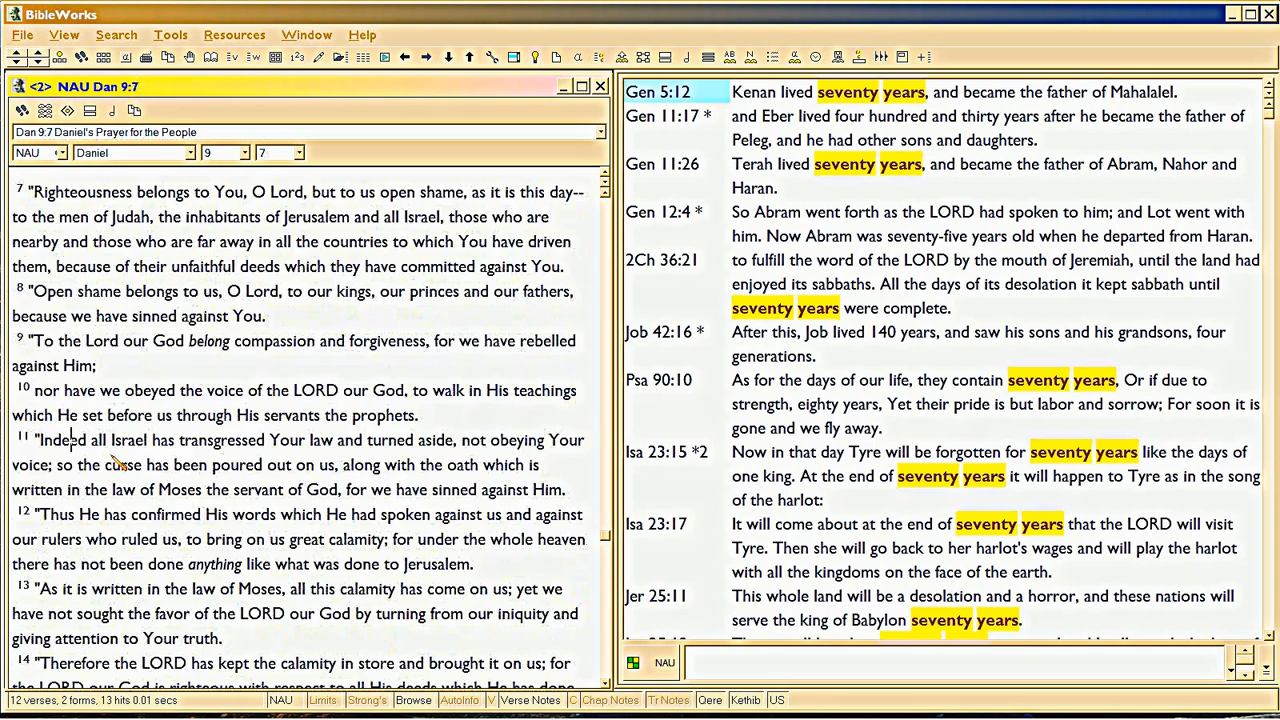 BibleWorks
File View Search Tools Resources Window Help
<2> NAU Dan 9:7
Dan 9:7 Daniel's Prayer for the People
NAU Daniel 9 7
7 "Righteousness belongs to You, O Lord, but to us open shame, as it is this day--
to the men of Judah, the inhabitants of Jerusalem and all Israel, those who are
nearby and those who are far away in all the countries to which You have driven
them, because of their unfaithful deeds which they have committed against You.
8 "Open shame belongs to us, O Lord, to our kings, our princes and our fathers,
because we have sinned against You.
9 "To the Lord our God belong compassion and forgiveness, for we have rebelled
against Him;
10 nor have we obeyed the voice of the LORD our God, to walk in His teachings
which He set before us through His servants the prophets.
11 "Indeed all Israel has transgressed Your law and turned aside, not obeying Your
voice; so the curse has been poured out on us, along with the oath which is
written in the law of Moses the servant of God, for we have sinned against Him.
12 "Thus He has confirmed His words which He had spoken against us and against
our rulers who ruled us, to bring on us great calamity; for under the whole heaven
there has not been done anything like what was done to Jerusalem.
13 "As it is written in the law of Moses, all this calamity has come on us; yet we
have not sought the favor of the LORD our God by turning from our iniquity and
giving attention to Your truth.
14 "Therefore the LORD has kept the calamity in store and brought it on us; for
the LORD our God is righteous with respect to all His deeds which He has done
Gen 5:12 Kenan lived seventy years, and became the father of Mahalalel.
Gen 11:17 * and Eber lived four hundred and thirty years after he became the father of
Peleg, and he had other sons and daughters.
Gen 11:26 Terah lived seventy years, and became the father of Abram, Nahor and
Haran.
Gen 12:4 * So Abram went forth as the LORD had spoken to him; and Lot went with
him. Now Abram was seventy-five years old when he departed from Haran.
2Ch 36:21 to fulfill the word of the LORD by the mouth of Jeremiah, until the land had
enjoyed its sabbaths. All the days of its desolation it kept sabbath until
seventy years were complete.
Job 42:16 * After this, Job lived 140 years, and saw his sons and his grandsons, four
generations.
Psa 90:10 As for the days of our life, they contain seventy years, Or if due to
strength, eighty years, Yet their pride is but labor and sorrow; For soon it is
gone and we fly away.
Isa 23:15 *2 Now in that day Tyre will be forgotten for seventy years like the days of
one king. At the end of seventy years it will happen to Tyre as in the song
of the harlot:
Isa 23:17 It will come about at the end of seventy years that the LORD will visit
Tyre. Then she will go back to her harlot's wages and will play the harlot
with all the kingdoms on the face of the earth.
Jer 25:11 This whole land will be a desolation and a horror, and these nations will
serve the king of Babylon seventy years.
NAU
12 verses, 2 forms, 13 hits 0.01 secs NAU Limits Strong's Browse AutoInfo V Verse Notes C Chap Notes Tr Notes Qere Kethib US